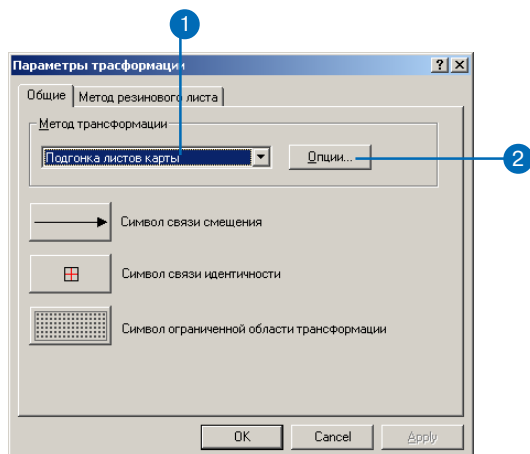 1
Параметры трасформации
Общие
Метод резинового листа
Метод трансформации
Подгонка листов карты
Опции...
2
Символ связи смещения
Символ связи идентичности
Символ ограниченной области трансформации
OK
Cancel
Apply